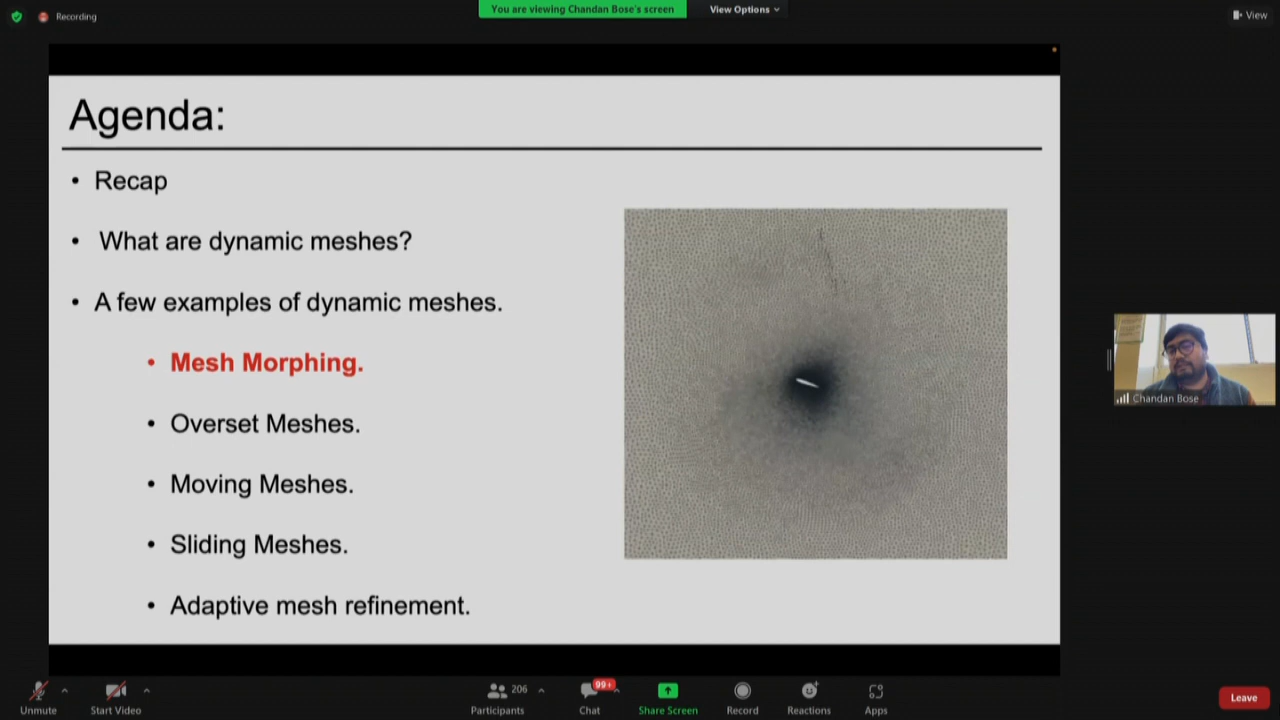 Recording
You are viewing Chandan Bose's screen
View Options
View
Agenda:
• Recap
• What are dynamic meshes?
• A few examples of dynamic meshes.
• Mesh Morphing.
• Overset Meshes.
• Moving Meshes.
• Sliding Meshes.
• Adaptive mesh refinement.
Chandan Bose
206
99+
Unmute
Start Video
Participants
Chat
Share Screen
Record
Reactions
Apps
Leave